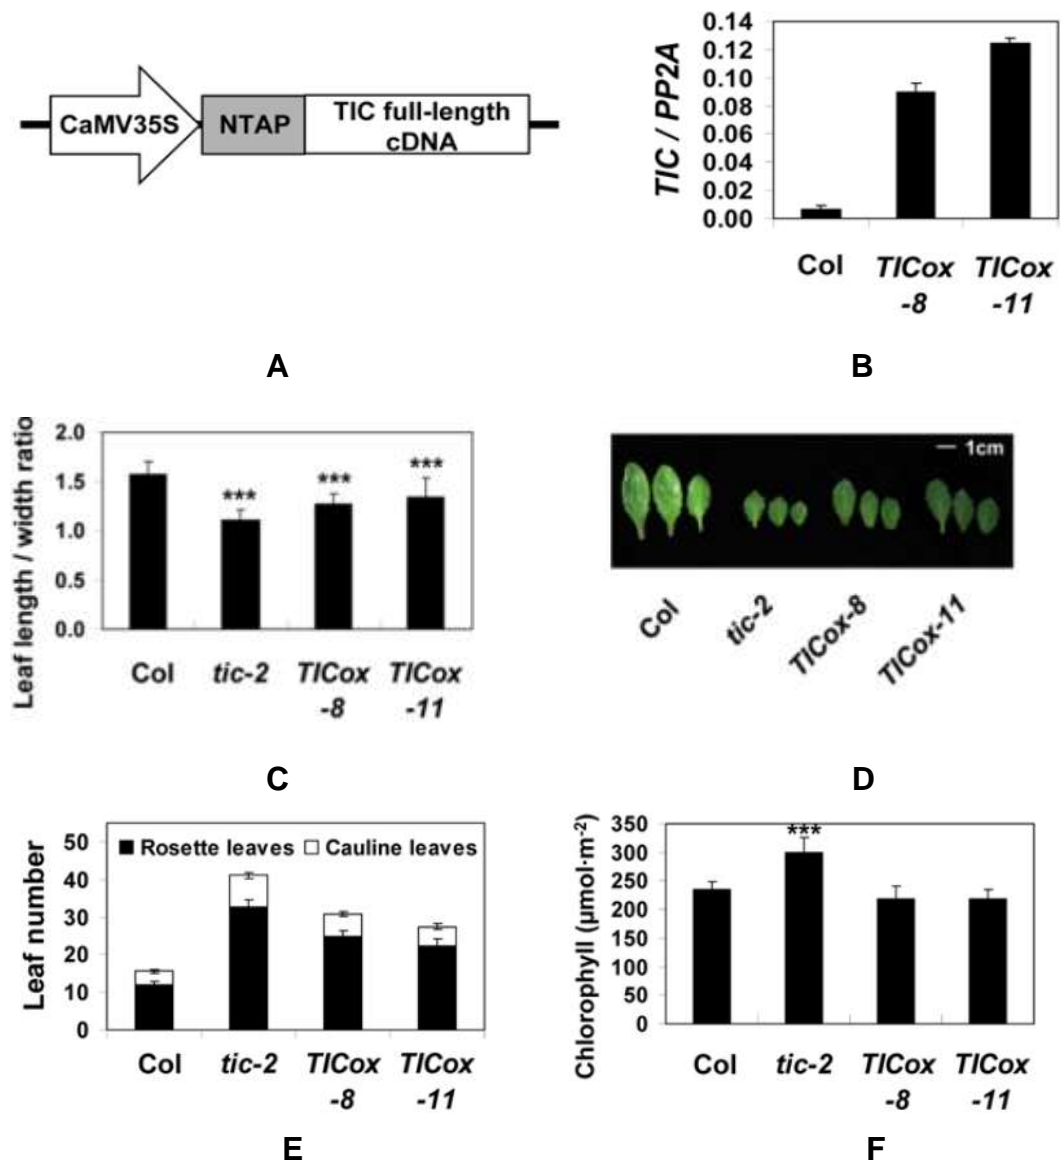 CaMV35S NTAP TIC full-length
cDNA
A
TIC / PP2A
0.14
0.12
0.10
0.08
0.06
0.04
0.02
0.00
Col TICox TICox
-8 -11
B
Leaf length / width ratio
2.0
1.5
1.0
0.5
0.0
***
***
***
Col tic-2 TICox TICox
-8 -11
C
1cm
Col tic-2 TICox-8 TICox-11
D
Leaf number
50
40
30
20
10
0
Rosette leaves Cauline leaves
Col tic-2 TICox TICox
-8 -11
E
Chlorophyll (µmol·m-2)
350
300
250
200
150
100
50
0
***
Col tic-2 TICox TICox
-8 -11
F